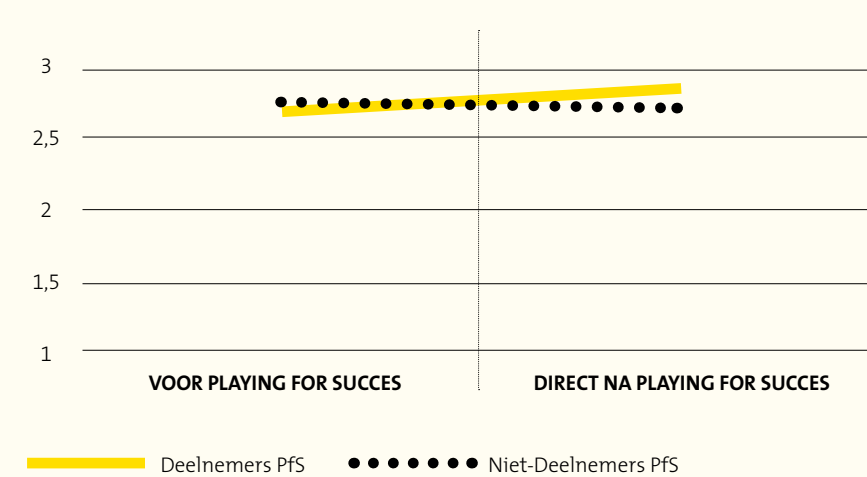 3
2,5
2
1,5
1
VOOR PLAYING FOR SUCCES DIRECT NA PLAYING FOR SUCCES
Deelnemers PfS Niet-Deelnemers PfS